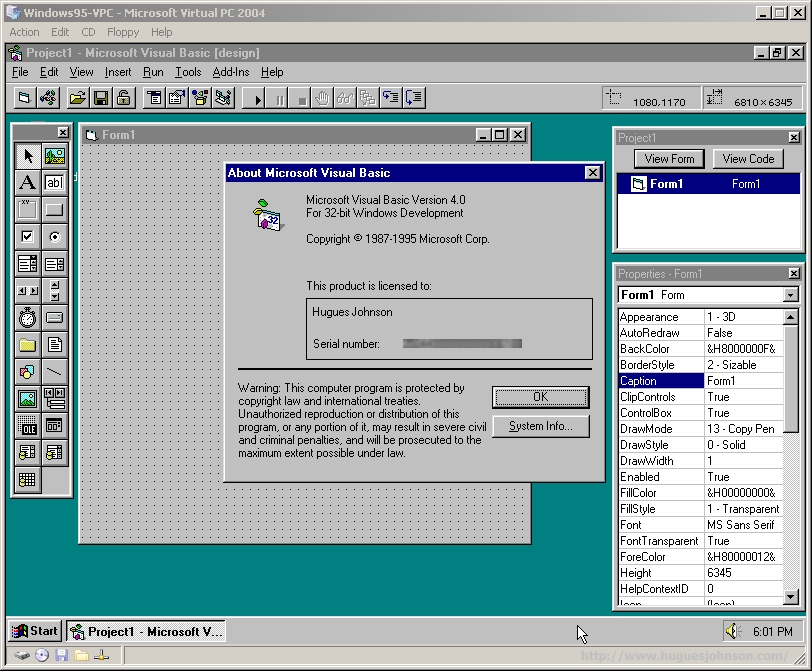 Windows95-VPC - Microsoft Virtual PC 2004
Action Edit CD Floppy Help
Project1 - Microsoft Visual Basic [design]
File Edit View Insert Run Tools Add-Ins Help
1080,1170 6810×6345
Form1
A ab|
xy
OLE
About Microsoft Visual Basic
32
Microsoft Visual Basic Version 4.0
For 32-bit Windows Development
Copyright © 1987-1995 Microsoft Corp.
This product is licensed to:
Hugues Johnson
Serial number:
Warning: This computer program is protected by
copyright law and international treaties.
Unauthorized reproduction or distribution of this
program, or any portion of it, may result in severe civil
and criminal penalties, and will be prosecuted to the
maximum extent possible under law.
OK
System Info...
Project1
View Form View Code
Form1 Form1
Properties - Form1
Form1 Form
Appearance 1 - 3D
AutoRedraw False
BackColor &H8000000F&
BorderStyle 2 - Sizable
Caption Form1
ClipControls True
ControlBox True
DrawMode 13 - Copy Pen
DrawStyle 0 - Solid
DrawWidth 1
Enabled True
FillColor &H00000000&
FillStyle 1 - Transparent
Font MS Sans Serif
FontTransparent True
ForeColor &H80000012&
Height 6345
HelpContextID 0
Icon (Icon)
Start Project1 - Microsoft V... 6:01 PM
http://www.huguesjohnson.com/